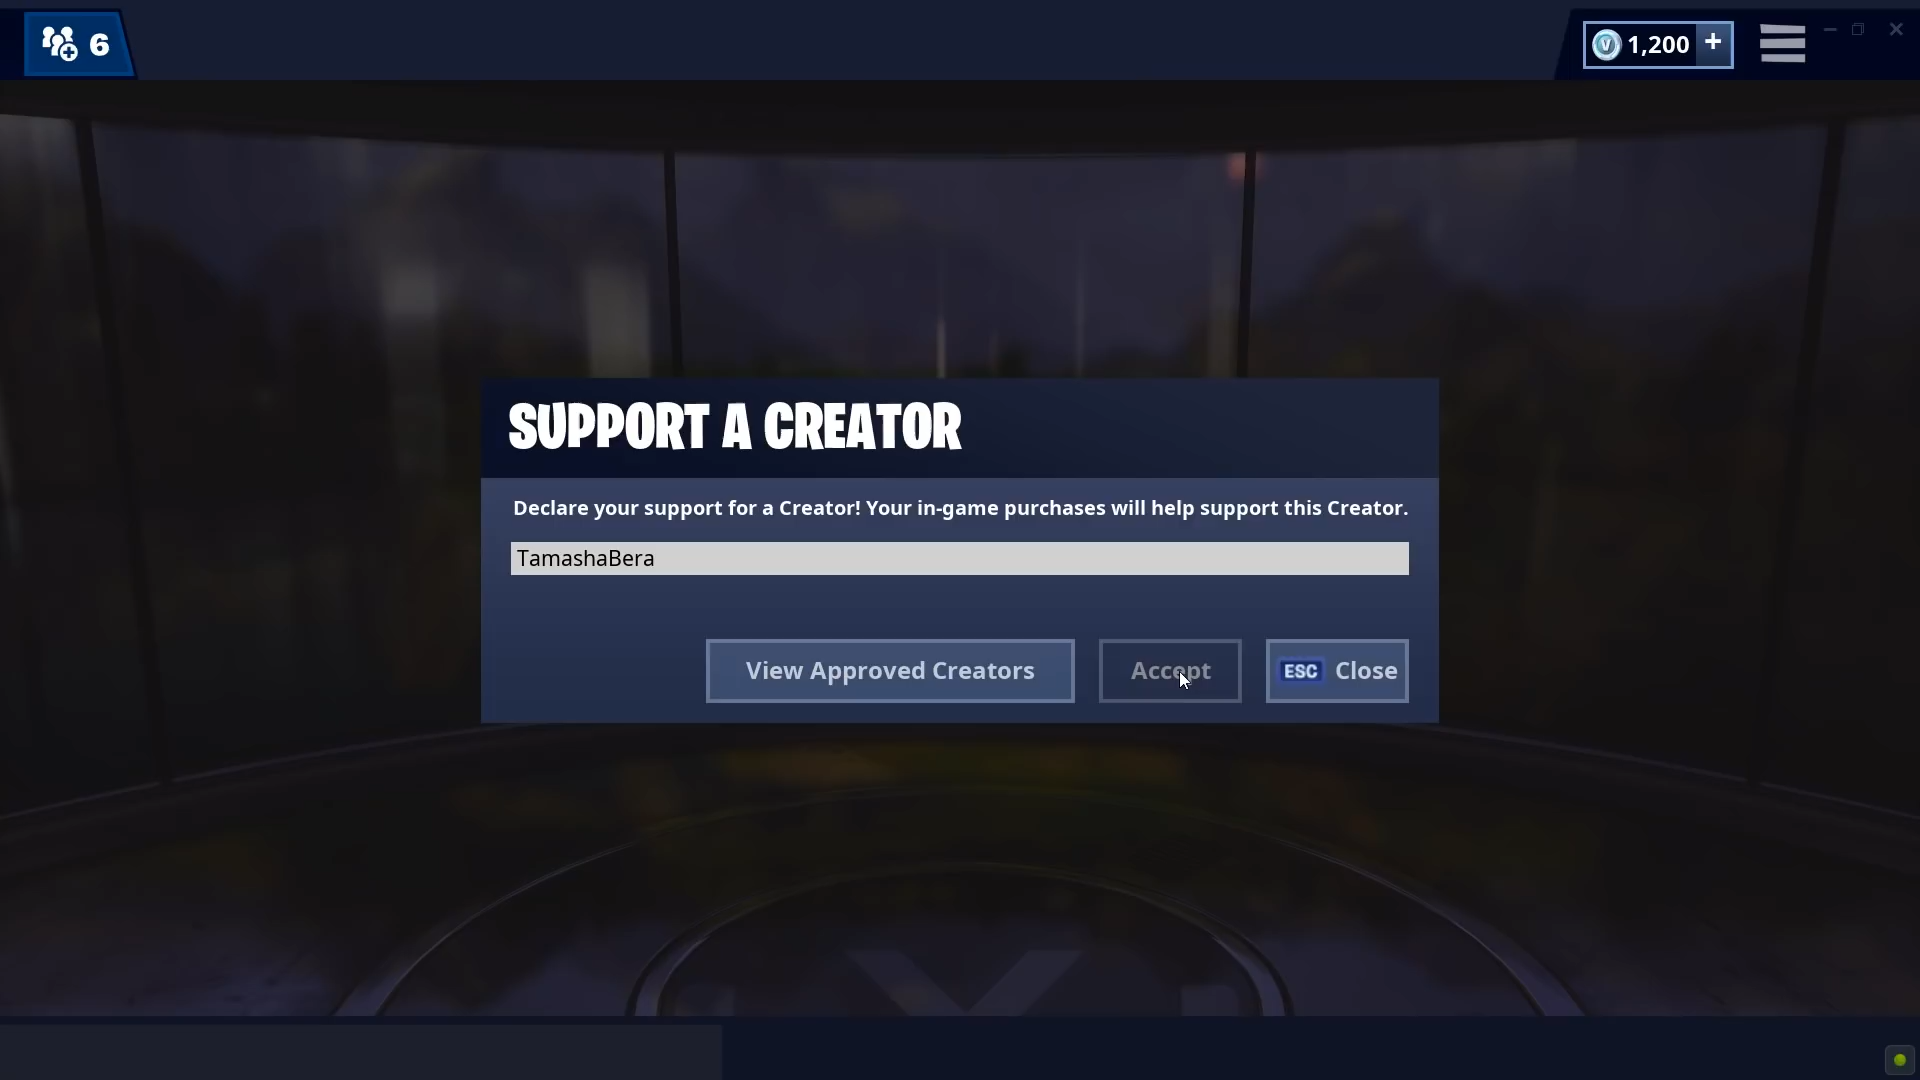 6
1,200 +
SUPPORT A CREATOR
Declare your support for a Creator! Your in-game purchases will help support this Creator.
TamashaBera
View Approved Creators
Accept
ESC Close